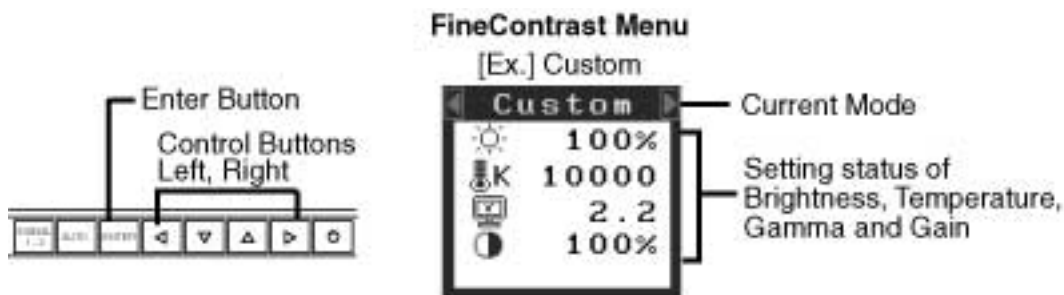 FineContrast Menu
[Ex.] Custom
Enter Button
Control Buttons
Left, Right
Custom
100%
K 10000
2.2
100%
Current Mode
Setting status of
Brightness, Temperature,
Gamma and Gain
AUTO